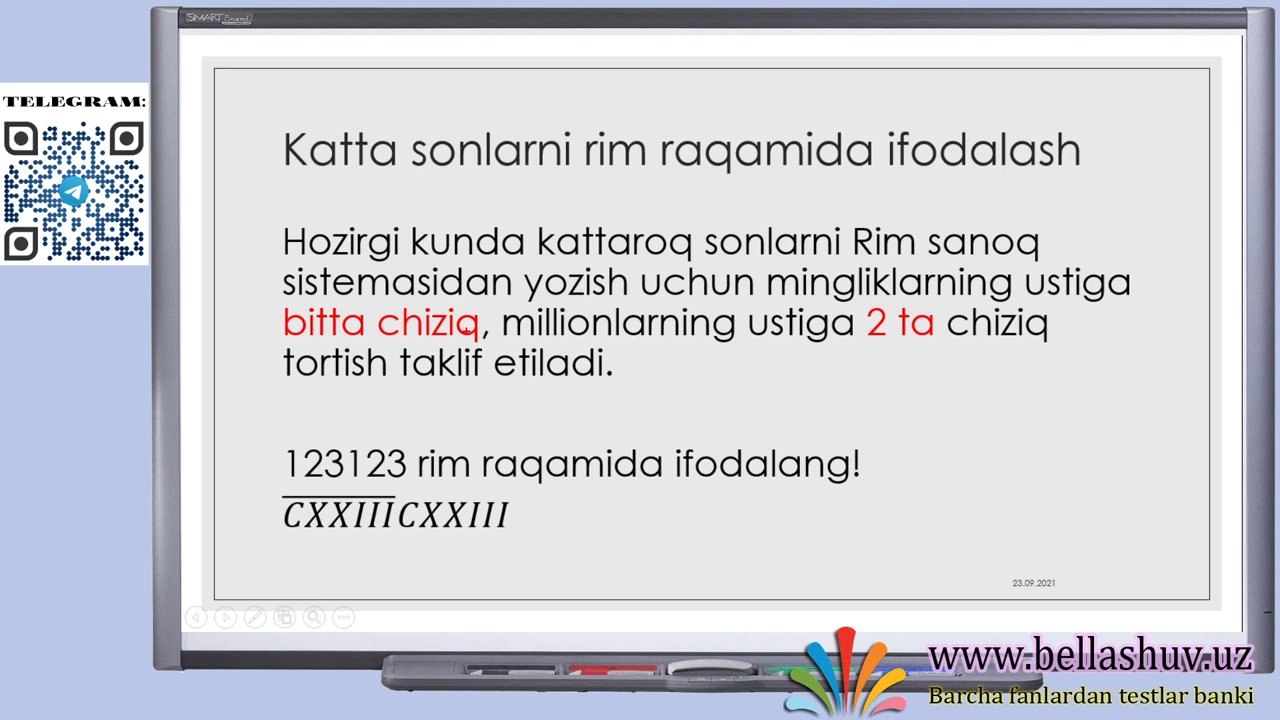 SMART Board
TELEGRAM:
Katta sonlarni rim raqamida ifodalash
Hozirgi kunda kattaroq sonlarni Rim sanoq
sistemasidan yozish uchun mingliklarning ustiga
bitta chiziq, millionlarning ustiga 2 ta chiziq
tortish taklif etiladi.
123123 rim raqamida ifodalang!
C̅X̅X̅I̅I̅I̅CXXIII
23.09.2021
www.bellashuv.uz
Barcha fanlardan testlar banki